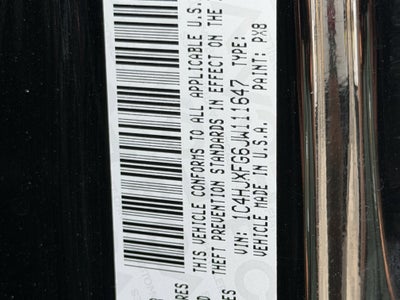 THIS VEHICLE CONFORMS TO ALL APPLICABLE U.S.
THEFT PREVENTION STANDARDS IN EFFECT ON THE
VIN: 1C4HJXFG6JW111647 TYPE:
VEHICLE MADE IN U.S.A. PAINT: PX8